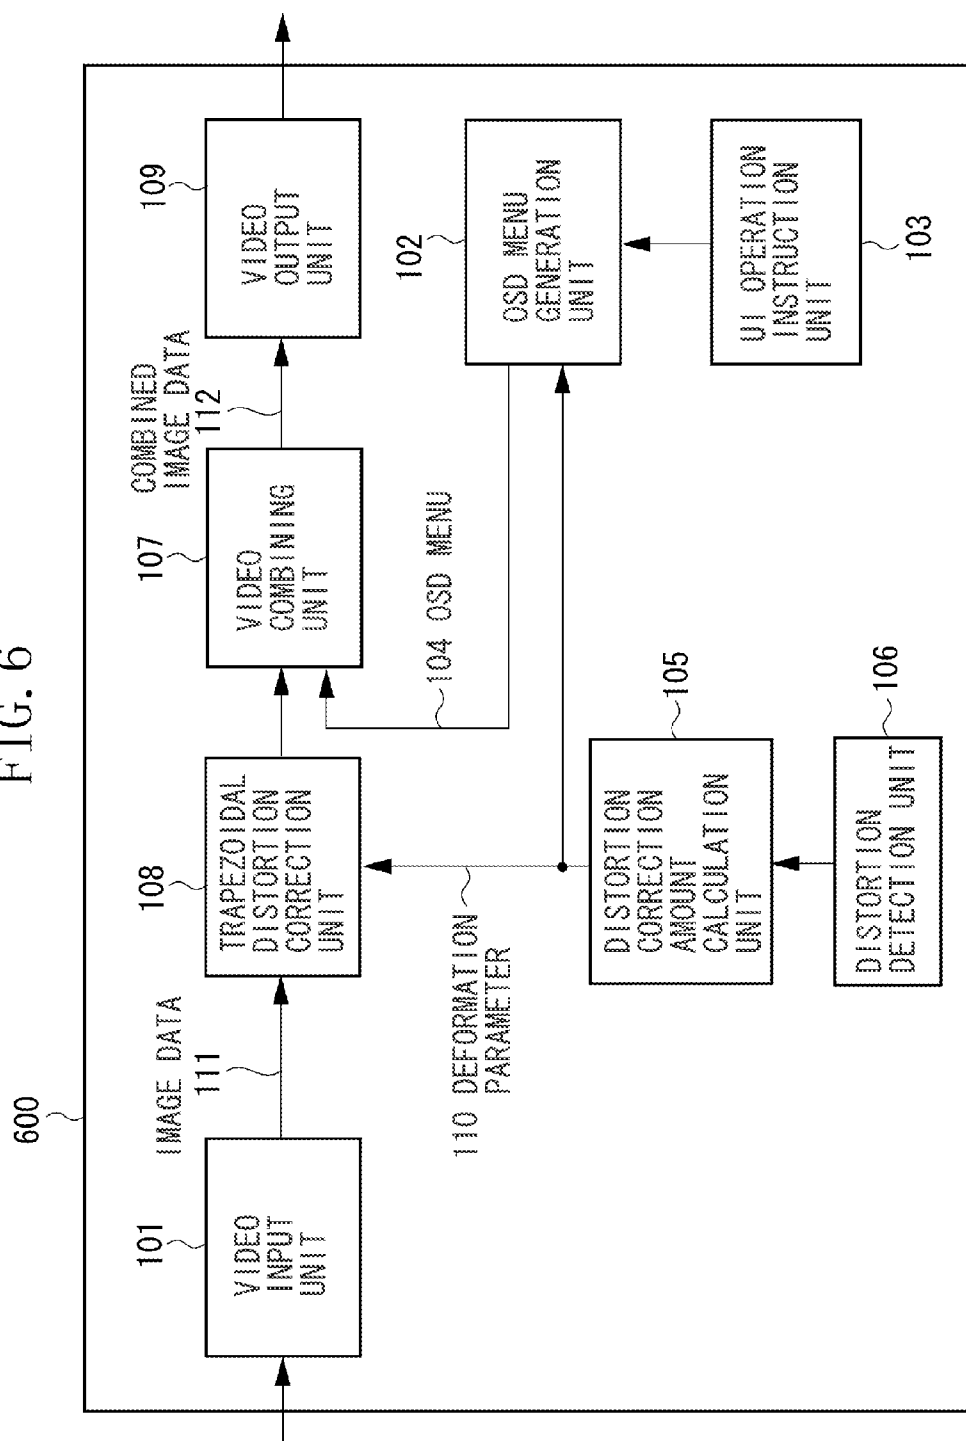 FIG. 6
600
101
VIDEO
INPUT
UNIT
IMAGE DATA
111
108
TRAPEZOIDAL
DISTORTION
CORRECTION
UNIT
107
VIDEO
COMBINING
UNIT
COMBINED
IMAGE DATA
112
109
VIDEO
OUTPUT
UNIT
110 DEFORMATION
PARAMETER
104 OSD MENU
102
OSD MENU
GENERATION
UNIT
105
DISTORTION
CORRECTION
AMOUNT
CALCULATION
UNIT
106
DISTORTION
DETECTION UNIT
103
UI OPERATION
INSTRUCTION
UNIT